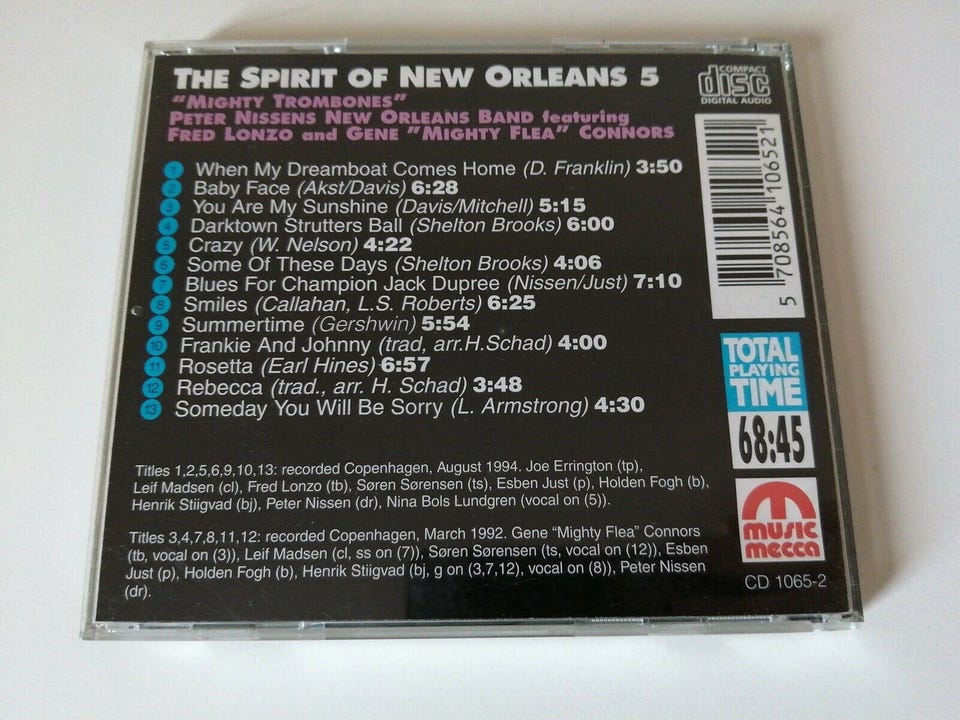 THE SPIRIT OF NEW ORLEANS 5
"MIGHTY TROMBONES"
PETER NISSENS NEW ORLEANS BAND featuring
FRED LONZO and GENE "MIGHTY FLEA" CONNORS
COMPACT
disc
DIGITAL AUDIO
1 When My Dreamboat Comes Home (D. Franklin) 3:50
2 Baby Face (Akst/Davis) 6:28
3 You Are My Sunshine (Davis/Mitchell) 5:15
4 Darktown Strutters Ball (Shelton Brooks) 6:00
5 Crazy (W. Nelson) 4:22
6 Some Of These Days (Shelton Brooks) 4:06
7 Blues For Champion Jack Dupree (Nissen/Just) 7:10
8 Smiles (Callahan, L.S. Roberts) 6:25
9 Summertime (Gershwin) 5:54
10 Frankie And Johnny (trad, arr.H.Schad) 4:00
11 Rosetta (Earl Hines) 6:57
12 Rebecca (trad., arr. H. Schad) 3:48
13 Someday You Will Be Sorry (L. Armstrong) 4:30
5 708564 106521
TOTAL
PLAYING
TIME
68:45
Titles 1,2,5,6,9,10,13: recorded Copenhagen, August 1994. Joe Errington (tp),
Leif Madsen (cl), Fred Lonzo (tb), Søren Sørensen (ts), Esben Just (p), Holden Fogh (b),
Henrik Stiigvad (bj), Peter Nissen (dr), Nina Bols Lundgren (vocal on (5)).
Titles 3,4,7,8,11,12: recorded Copenhagen, March 1992. Gene "Mighty Flea" Connors
(tb, vocal on (3)), Leif Madsen (cl, ss on (7)), Søren Sørensen (ts, vocal on (12)), Esben
Just (p), Holden Fogh (b), Henrik Stiigvad (bj, g on (3,7,12), vocal on (8)), Peter Nissen
(dr).
music
mecca
CD 1065-2